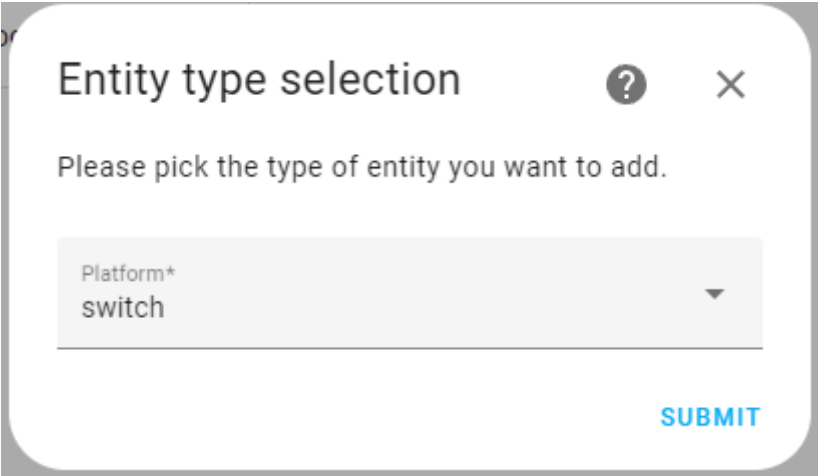 Entity type selection
Please pick the type of entity you want to add.
Platform*
switch
SUBMIT